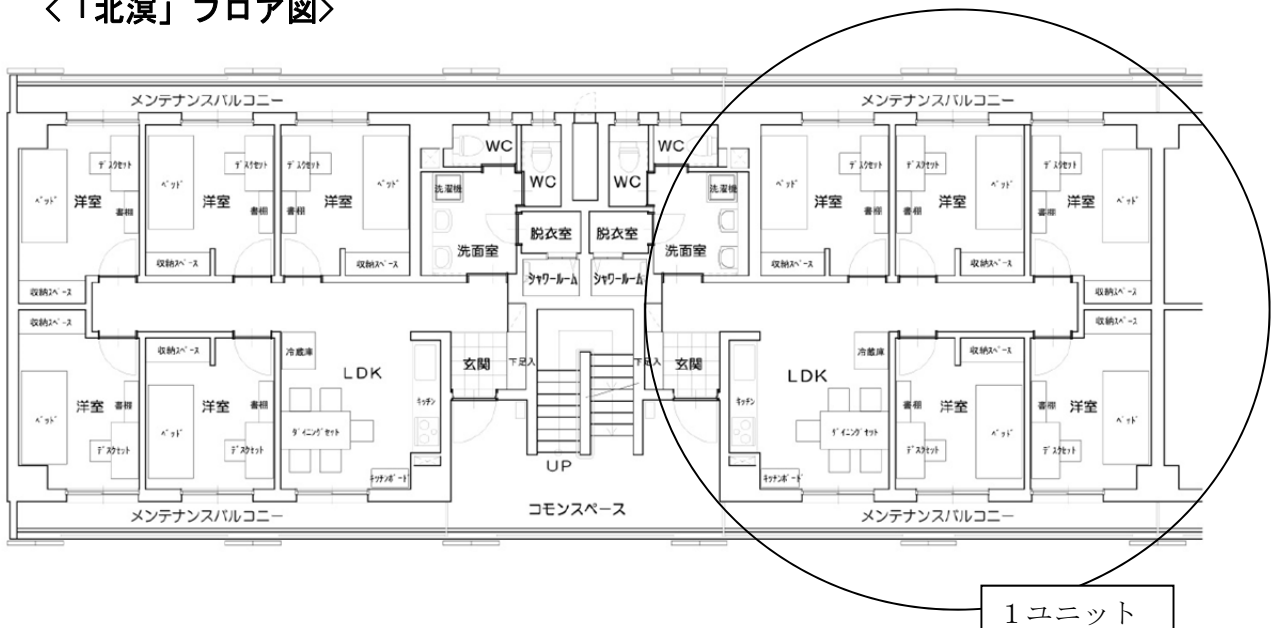 <「北溟」フロア図>
メンテナンスバルコニー
メンテナンスバルコニー
WC
WC
WC
WC
デスクセット
デスクセット
デスクセット
デスクセット
デスクセット
デスクセット
ベッド
ベッド
ベッド
ベッド
ベッド
ベッド
洋室
洋室
洋室
洋室
洋室
洋室
書棚
書棚
書棚
書棚
書棚
書棚
洗濯機
洗濯機
洗面室
脱衣室
脱衣室
洗面室
収納スペース
収納スペース
収納スペース
収納スペース
シャワールーム
シャワールーム
収納スペース
収納スペース
収納スペース
収納スペース
収納スペース
収納スペース
冷蔵庫
LDK
キッチン
玄関
下足入
下足入
玄関
キッチン
LDK
冷蔵庫
洋室
洋室
洋室
洋室
書棚
書棚
書棚
書棚
ベッド
ベッド
ベッド
ベッド
デスクセット
デスクセット
デスクセット
デスクセット
ダイニングセット
ダイニングセット
キッチンボード
キッチンボード
UP
コモンスペース
メンテナンスバルコニー
メンテナンスバルコニー
1ユニット